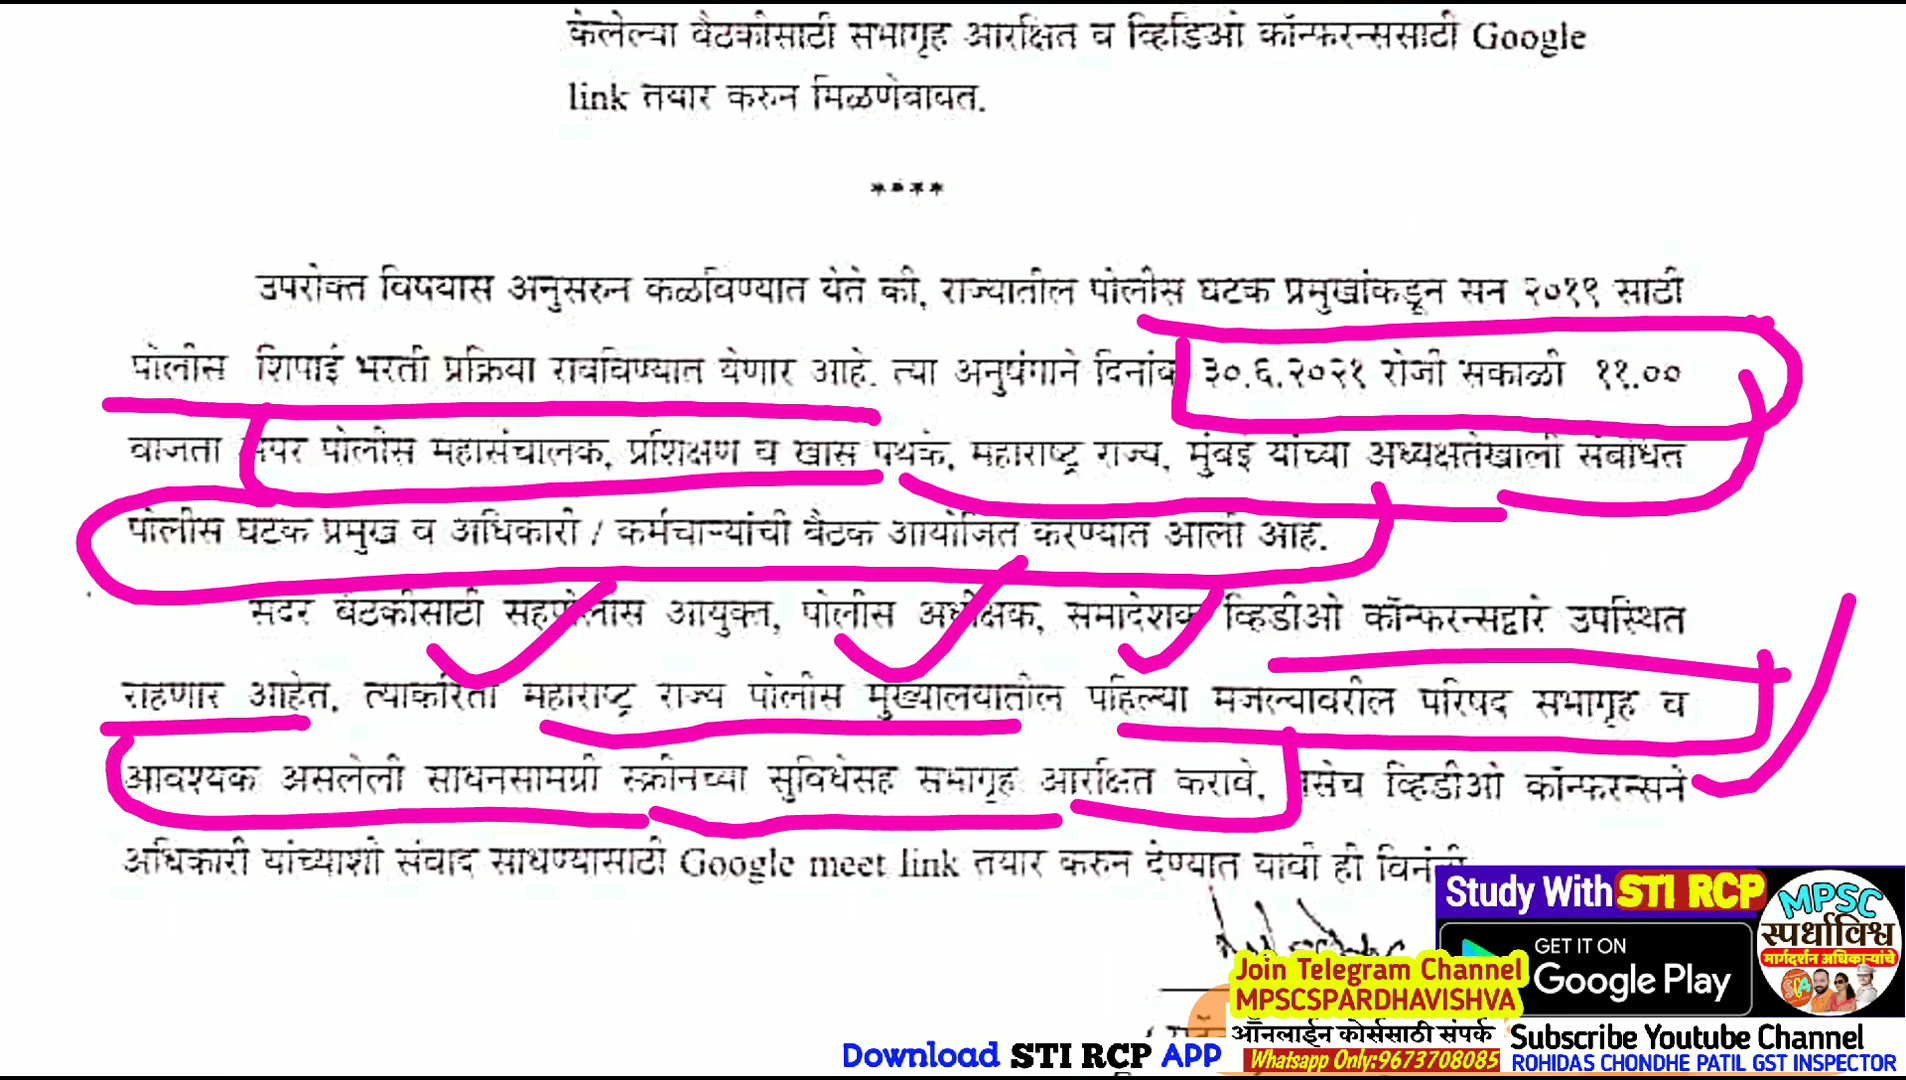 केलेल्या बैठकीसाठी सभागृह आरक्षित व व्हिडिओ कॉन्फरन्ससाठी Google
link तयार करुन मिळणेबाबत.
****
उपरोक्त विषयास अनुसरुन कळविण्यात येते की, राज्यातील पोलीस घटक प्रमुखांकडून सन २०१९ साठी
पोलीस शिपाई भरती प्रक्रिया राबविण्यात येणार आहे. त्या अनुषंगाने दिनांक ३०.६.२०२१ रोजी सकाळी ११.००
वाजता अपर पोलीस महासंचालक, प्रशिक्षण व खास पथके, महाराष्ट्र राज्य, मुंबई यांच्या अध्यक्षतेखाली संबंधित
पोलीस घटक प्रमुख व अधिकारी / कर्मचाऱ्यांची बैठक आयोजित करण्यात आली आहे.
सदर बैठकीसाठी सहपोलीस आयुक्त, पोलीस अधीक्षक, समादेशक व्हिडीओ कॉन्फरन्सद्वारे उपस्थित
राहणार आहेत, त्याकरिता महाराष्ट्र राज्य पोलीस मुख्यालयातील पहिल्या मजल्यावरील परिषद सभागृह व
आवश्यक असलेली साधनसामग्री स्क्रीनच्या सुविधेसह सभागृह आरक्षित करावे, तसेच व्हिडीओ कॉन्फरन्सने
अधिकारी यांच्याशी संवाद साधण्यासाठी Google meet link तयार करुन देण्यात यावी ही विनंती
Study With STI RCP
MPSC
स्पर्धाविश्व
मार्गदर्शन अधिकाऱ्यांचे
GET IT ON
Google Play
Join Telegram Channel
MPSCSPARDHAVISHVA
ऑनलाईन कोर्ससाठी संपर्क
Whatsapp Only:9673708085
Download STI RCP APP
Subscribe Youtube Channel
ROHIDAS CHONDHE PATIL GST INSPECTOR